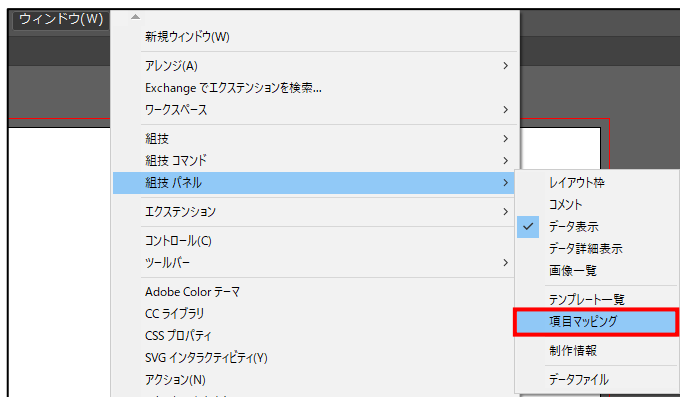 ウィンドウ(W)
新規ウィンドウ(W)
アレンジ(A)
Exchange でエクステンションを検索...
ワークスペース
組技
組技 コマンド
組技 パネル
エクステンション
コントロール(C)
ツールバー
Adobe Color テーマ
CC ライブラリ
CSS プロパティ
SVG インタラクティビティ(Y)
アクション(N)
レイアウト枠
コメント
データ表示
データ詳細表示
画像一覧
テンプレート一覧
項目マッピング
制作情報
データファイル